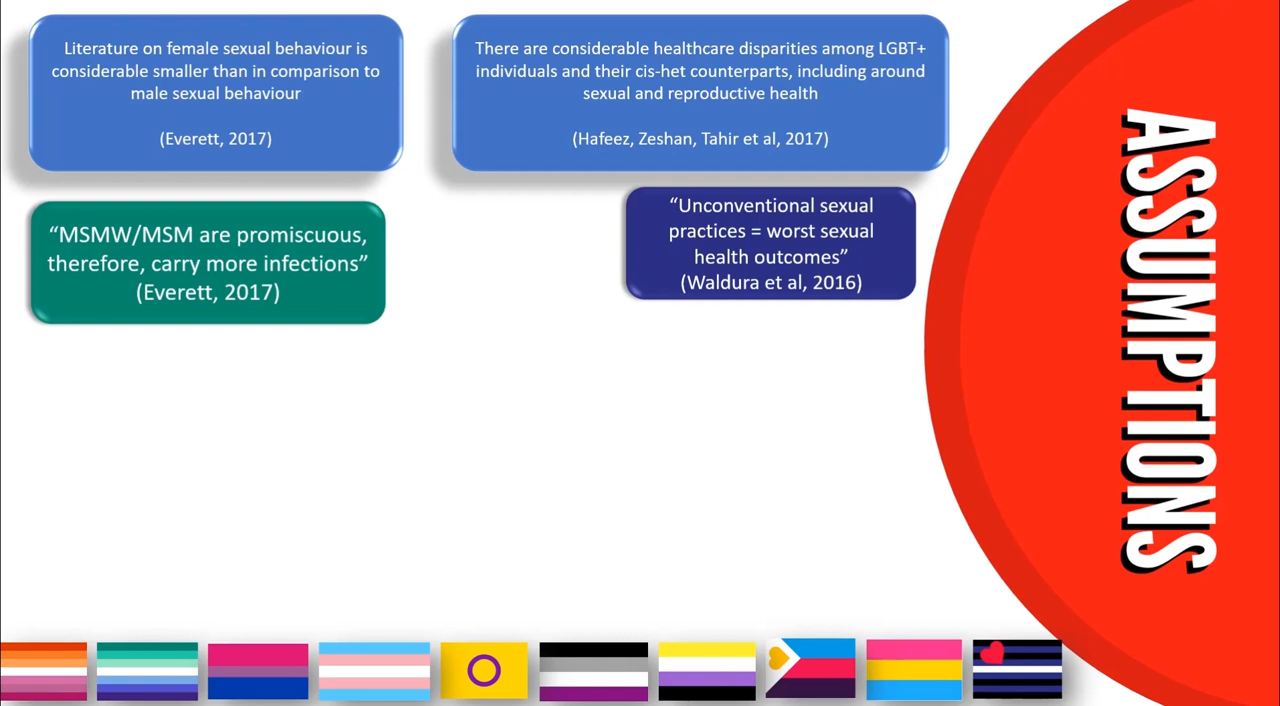 Literature on female sexual behaviour is
considerable smaller than in comparison to
male sexual behaviour
(Everett, 2017)
There are considerable healthcare disparities among LGBT+
individuals and their cis-het counterparts, including around
sexual and reproductive health
(Hafeez, Zeshan, Tahir et al, 2017)
“MSMW/MSM are promiscuous,
therefore, carry more infections”
(Everett, 2017)
“Unconventional sexual
practices = worst sexual
health outcomes”
(Waldura et al, 2016)
ASSUMPTIONS